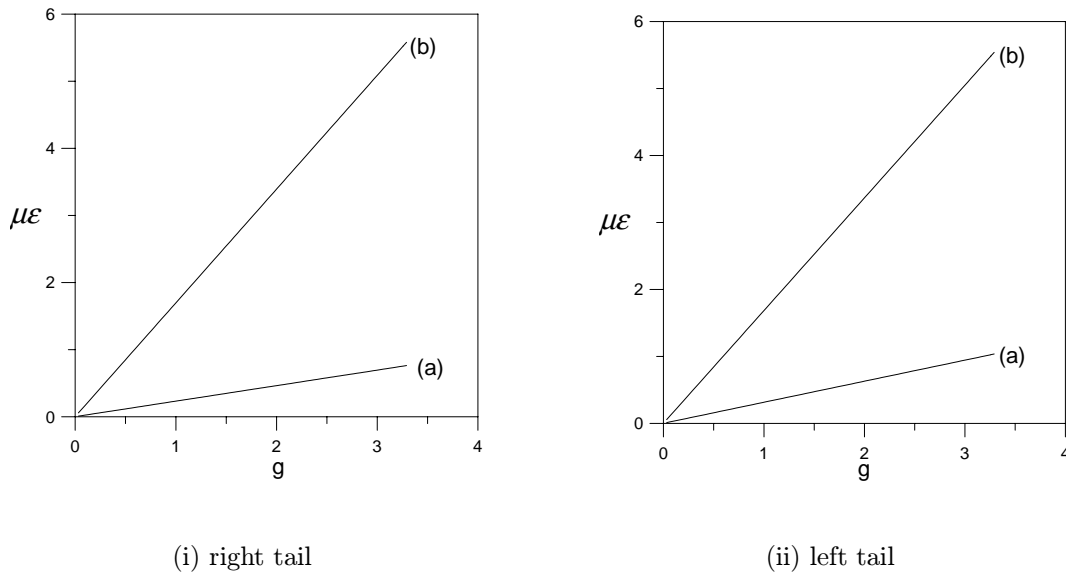 6
4
2
0
με
(b)
(a)
0 1 2 3 4
g
(i) right tail
6
4
2
0
με
(b)
(a)
0 1 2 3 4
g
(ii) left tail